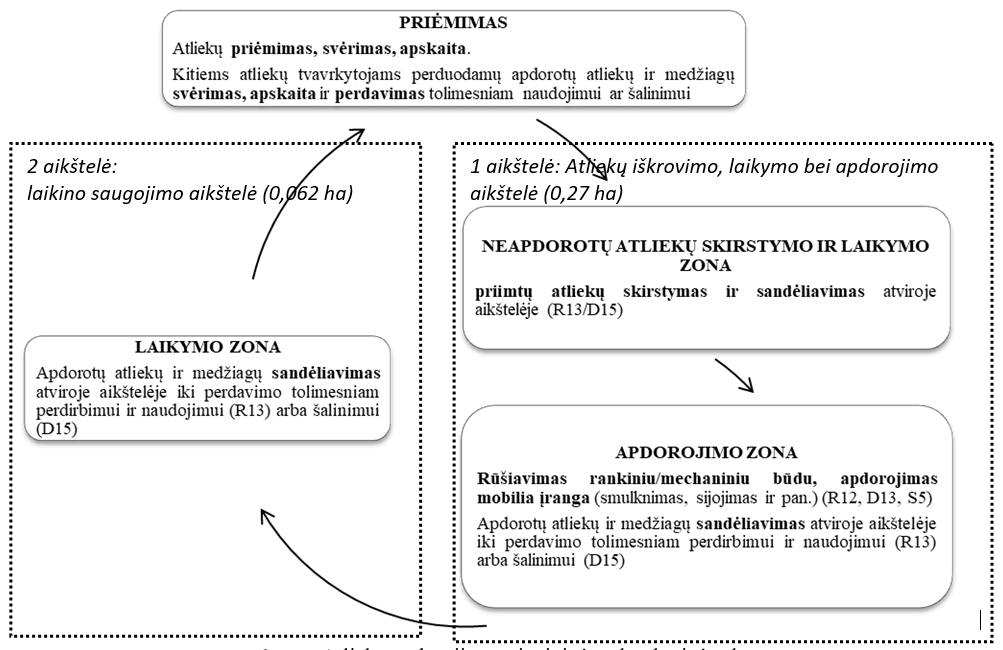 PRIĖMIMAS
Atliekų priėmimas, svėrimas, apskaita.
Kitiems atliekų tvavrkytojams perduodamų apdorotų atliekų ir medžiagų
svėrimas, apskaita ir perdavimas tolimesniam naudojimui ar šalinimui
2 aikštelė:
laikino saugojimo aikštelė (0,062 ha)
LAIKYMO ZONA
Apdorotų atliekų ir medžiagų sandėliavimas
atviroje aikštelėje iki perdavimo tolimesniam
perdirbimui ir naudojimui (R13) arba šalinimui
(D15)
1 aikštelė: Atliekų iškrovimo, laikymo bei apdorojimo
aikštelė (0,27 ha)
NEAPDOROTŲ ATLIEKŲ SKIRSTYMO IR LAIKYMO
ZONA
priimtų atliekų skirstymas ir sandėliavimas atviroje
aikštelėje (R13/D15)
APDOROJIMO ZONA
Rūšiavimas rankiniu/mechaniniu būdu, apdorojimas
mobilia įranga (smulknimas, sijojimas ir pan.) (R12, D13, S5)
Apdorotų atliekų ir medžiagų sandėliavimas atviroje aikštelėje
iki perdavimo tolimesniam perdirbimui ir naudojimui (R13)
arba šalinimui (D15)